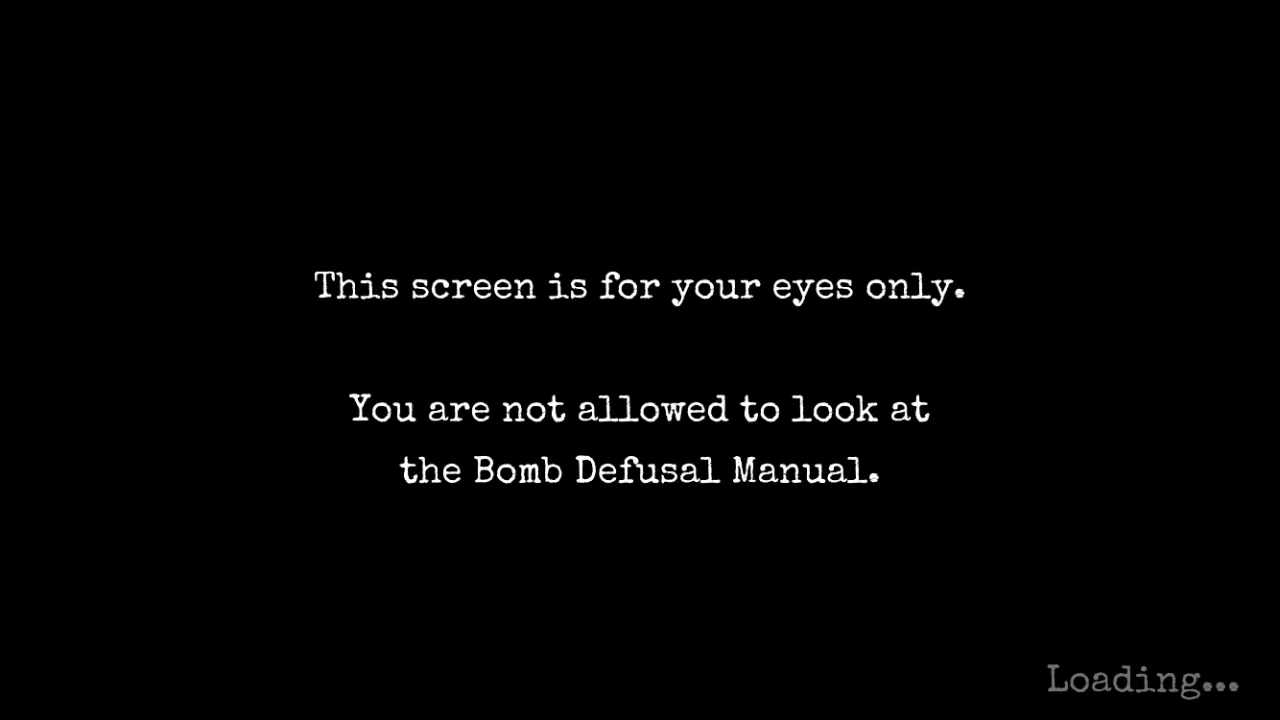 This screen is for your eyes only.
You are not allowed to look at
the Bomb Defusal Manual.
Loading...